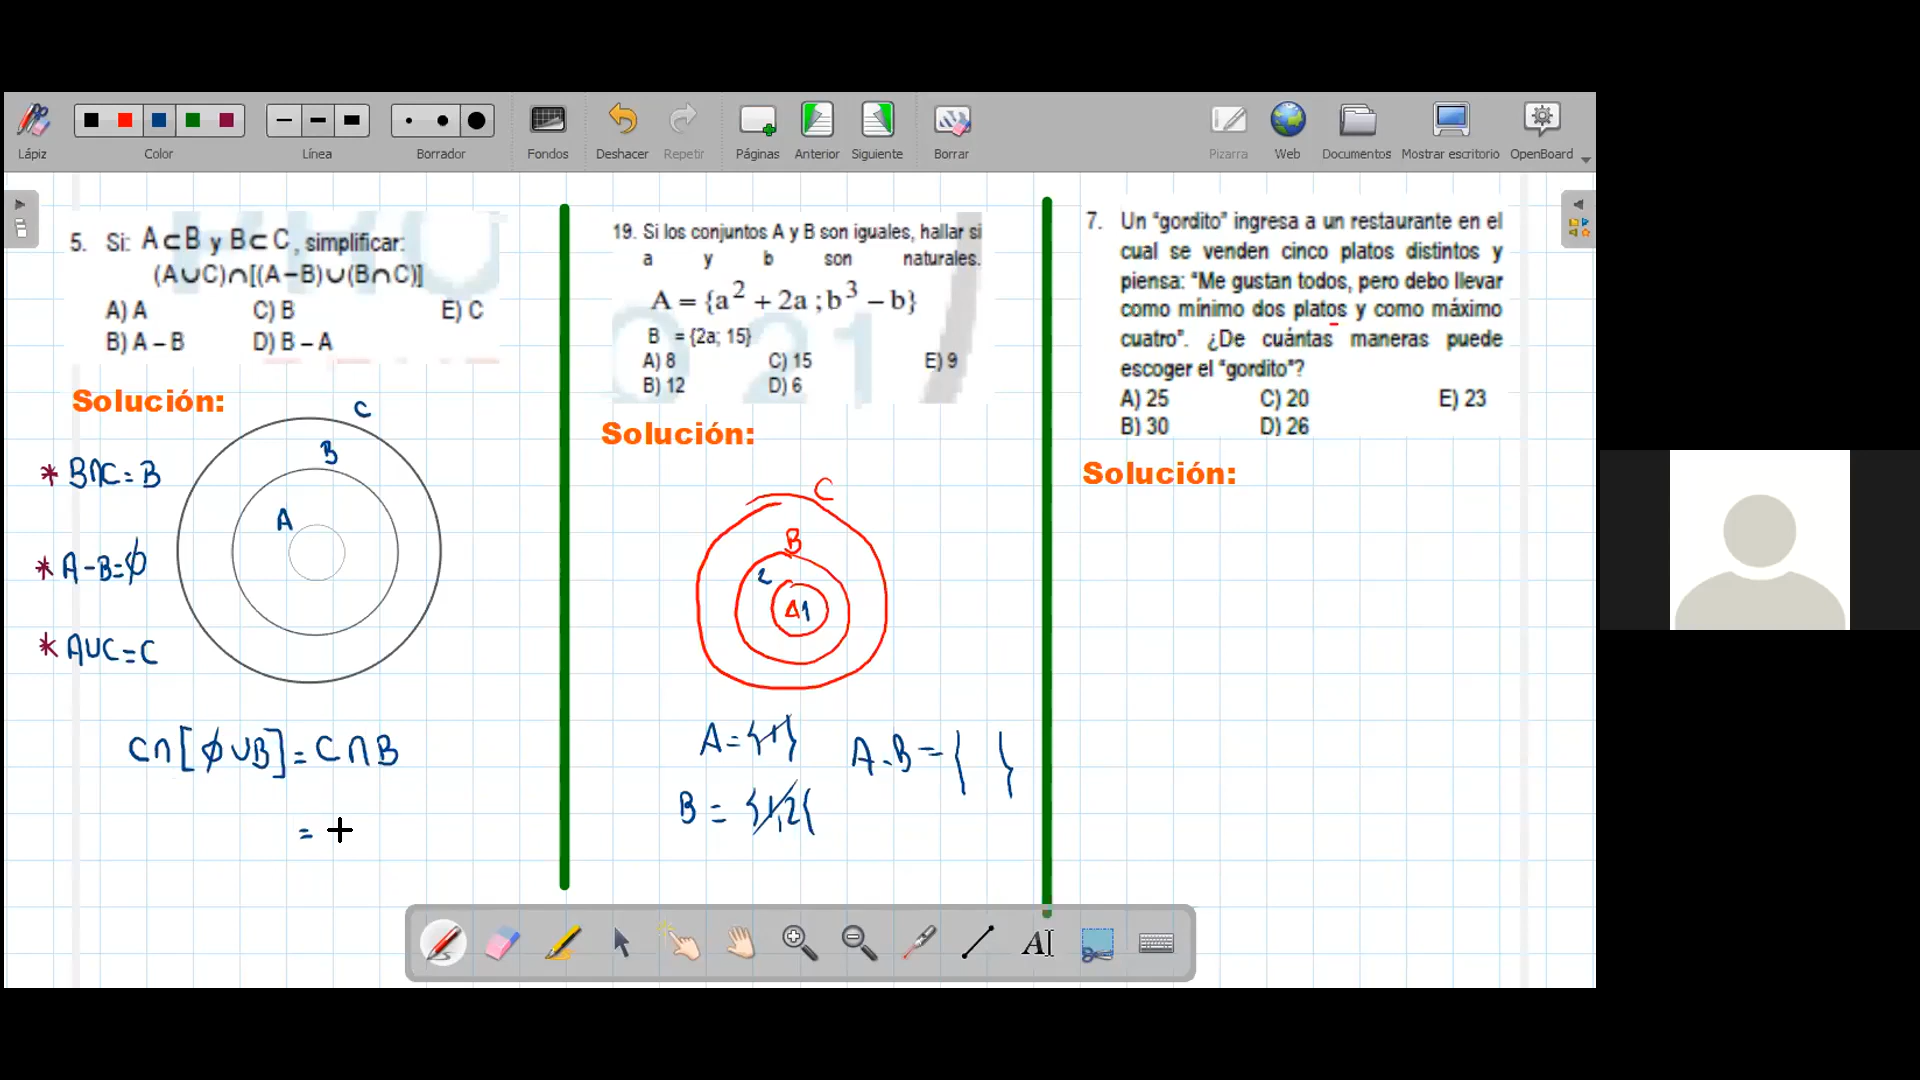 Lápiz
Color
Línea
Borrador
Fondos
Deshacer
Repetir
Páginas
Anterior
Siguiente
Borrar
Pizarra
Web
Documentos
Mostrar escritorio
OpenBoard
5. Si: A⊂B y B⊂C, simplificar:
(A∪C)∩[(A−B)∪(B∩C)]
A) A C) B E) C
B) A − B D) B − A
Solución:
C
B
A
* B∩C = B
* A-B=∅
* A∪C = C
C∩[∅∪B] = C∩B
=
19. Si los conjuntos A y B son iguales, hallar si
a y b son naturales.
A = {a² + 2a ; b³ − b}
B = {2a; 15}
A) 8 C) 15 E) 9
B) 12 D) 6
Solución:
C
B
2
A1
A = {1}
A-B = { }
B = {1,2{
7. Un “gordito” ingresa a un restaurante en el
cual se venden cinco platos distintos y
piensa: “Me gustan todos, pero debo llevar
como mínimo dos platos y como máximo
cuatro”. ¿De cuántas maneras puede
escoger el “gordito”?
A) 25 C) 20 E) 23
B) 30 D) 26
Solución:
AI